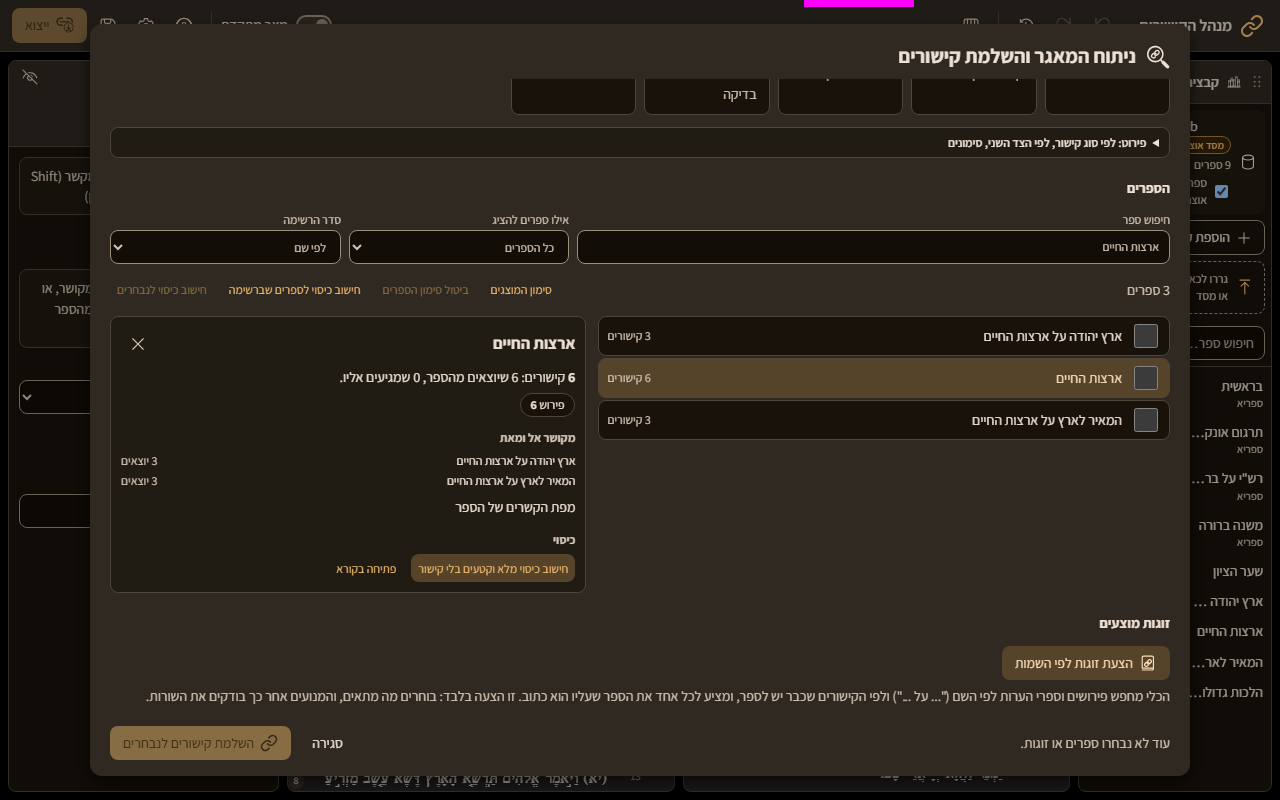 מנהל הקישורים
ייצוא
ניתוח המאגר והשלמת קישורים
בדיקה
פירוט: לפי סוג קישור, לפי הצד השני, סימונים
הספרים
חיפוש ספר
אילו ספרים להציג
סדר הרשימה
ארצות החיים
כל הספרים
לפי שם
3 ספרים
סימון המוצגים
ביטול סימון הספרים
חישוב כיסוי לספרים שברשימה
חישוב כיסוי לנבחרים
ארץ יהודה על ארצות החיים
3 קישורים
ארצות החיים
6 קישורים
המאיר לארץ על ארצות החיים
3 קישורים
ארצות החיים
6 קישורים: 6 שיוצאים מהספר, 0 שמגיעים אליו.
פירוש 6
מקושר אל ומאת
ארץ יהודה על ארצות החיים
3 יוצאים
המאיר לארץ על ארצות החיים
3 יוצאים
מפת הקשרים של הספר
כיסוי
חישוב כיסוי מלא וקטעים בלי קישור
פתיחה בקורא
זוגות מוצעים
הצעת זוגות לפי השמות
הכלי מחפש פירושים וספרי הערות לפי השם ("... על ...") ולפי הקישורים שכבר יש לספר, ומציע לכל אחד את הספר שעליו הוא כתוב. זו הצעה בלבד: בוחרים מה מתאים, והמנועים אחר כך בודקים את השורות.
עוד לא נבחרו ספרים או זוגות.
סגירה
השלמת קישורים לנבחרים
9 ספרים
הוספת
גררו לכא
או מסד
חיפוש ספר...
בראשית
ספריא
תרגום אונק...
ספריא
רש"י על בר...
ספריא
משנה ברורה
ספריא
שער הציון
ארץ יהודה ...
ארצות החיים
המאיר לאר...
הלכות גדולו...
מקשר (Shift
מקושר, או
מהספר
(יא) וַיֹּאמֶר אֱלֹהִים תַּדְשֵׁא הָאָרֶץ דֶּשֶׁא עֵשֶׂב מַזְרִיעַ
8